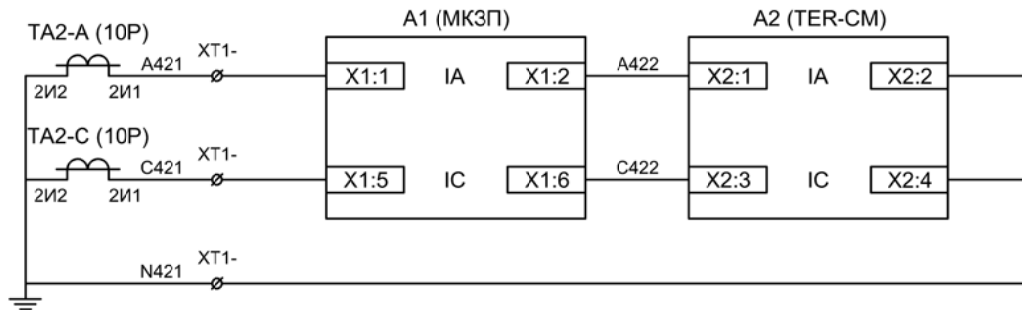 A1 (МКЗП)
A2 (TER-CM)
TA2-A (10P)
A421
XT1-
2И2
2И1
X1:1
IA
X1:2
A422
X2:1
IA
X2:2
TA2-C (10P)
C421
XT1-
2И2
2И1
X1:5
IC
X1:6
C422
X2:3
IC
X2:4
N421
XT1-